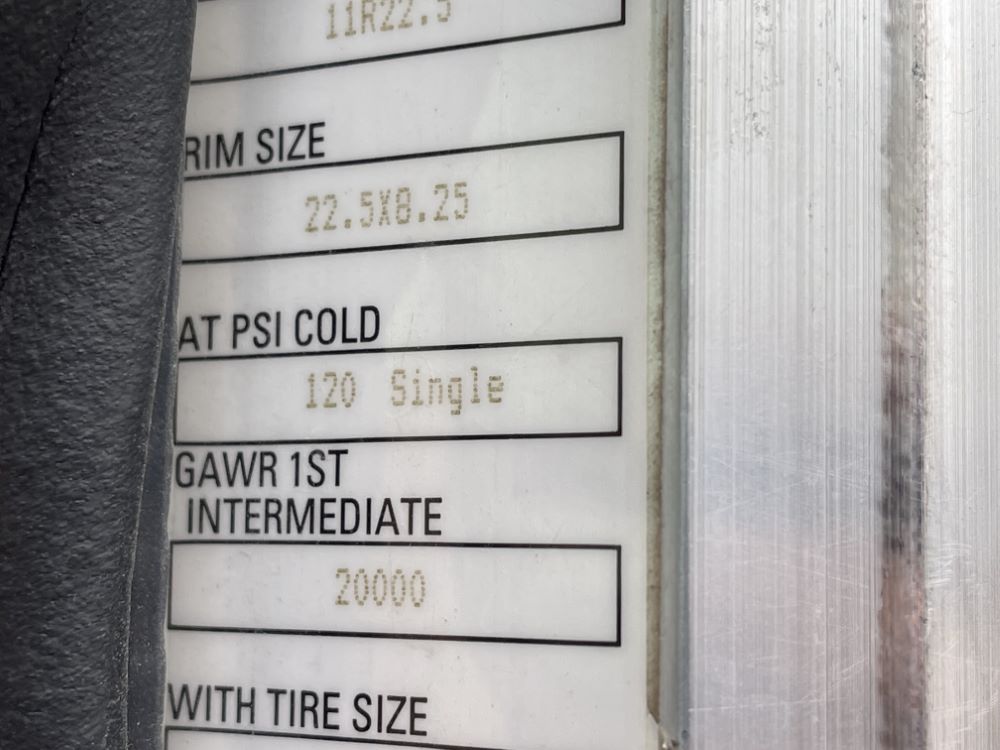 11R22.5
RIM SIZE
22.5X8.25
AT PSI COLD
120 Single
GAWR 1ST
INTERMEDIATE
20000
WITH TIRE SIZE